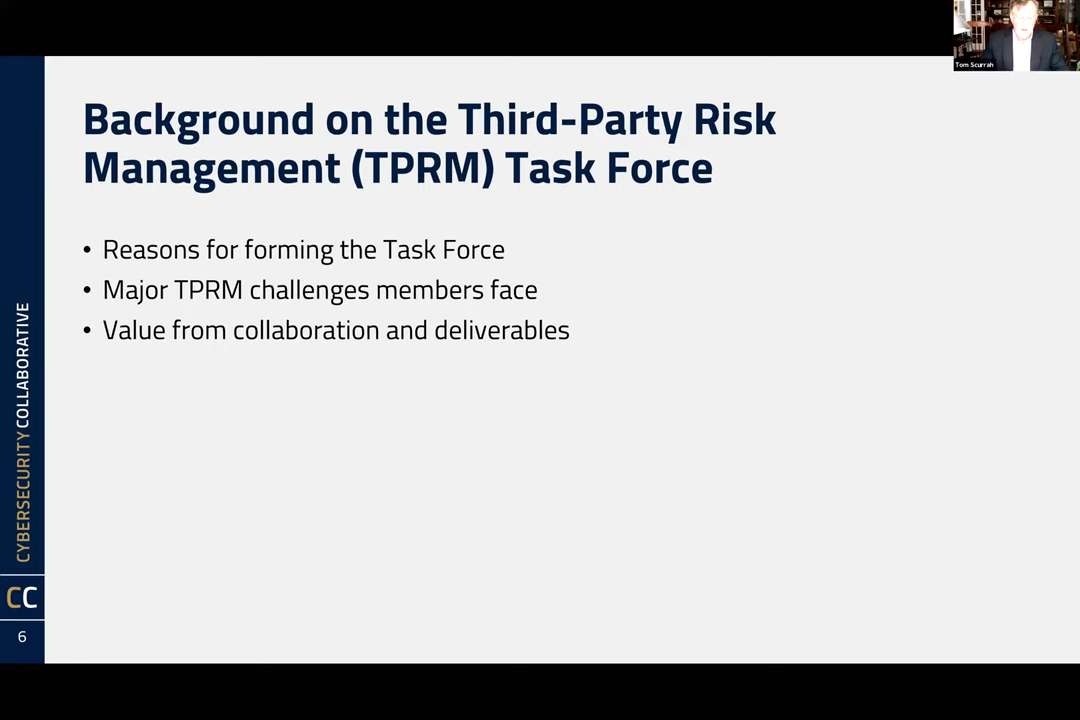 Tom Scurrah
Background on the Third-Party Risk
Management (TPRM) Task Force
• Reasons for forming the Task Force
• Major TPRM challenges members face
• Value from collaboration and deliverables
CYBERSECURITY COLLABORATIVE
CC
6